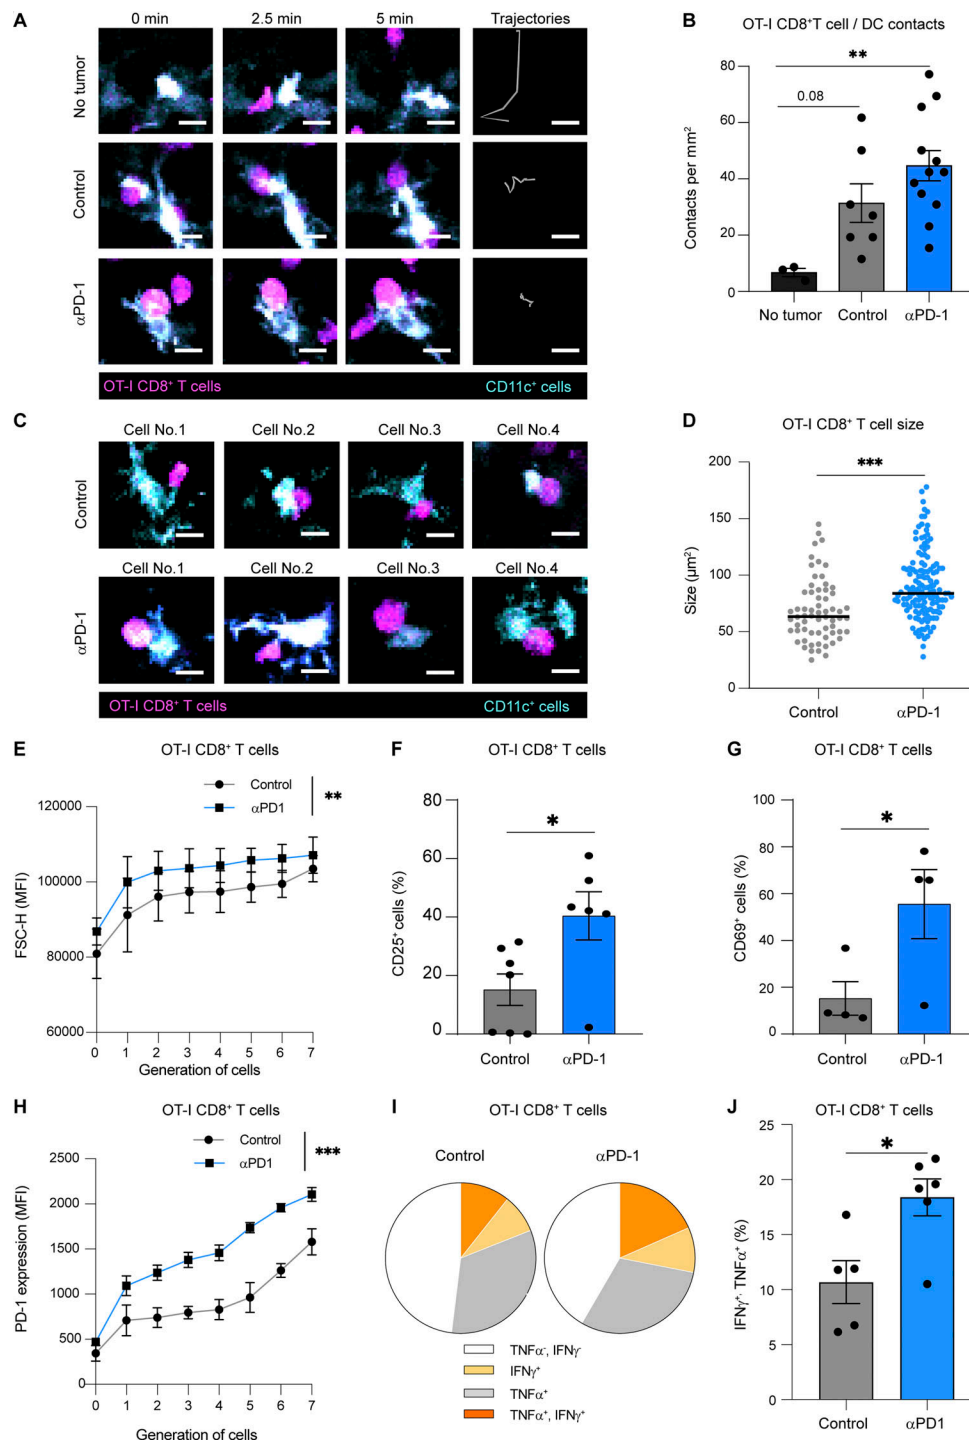 A
0 min
2.5 min
5 min
Trajectories
No tumor
Control
αPD-1
OT-I CD8⁺ T cells
CD11c⁺ cells
B
OT-I CD8⁺T cell / DC contacts
**
0.08
80
60
40
20
0
Contacts per mm²
No tumor
Control
αPD-1
C
Cell No.1
Cell No.2
Cell No.3
Cell No.4
Control
Cell No.1
Cell No.2
Cell No.3
Cell No.4
αPD-1
OT-I CD8⁺ T cells
CD11c⁺ cells
D
OT-I CD8⁺ T cell size
***
200
150
100
50
0
Size (μm²)
Control
αPD-1
E
OT-I CD8⁺ T cells
Control
αPD1
**
120000
100000
80000
60000
FSC-H (MFI)
0 1 2 3 4 5 6 7
Generation of cells
F
OT-I CD8⁺ T cells
*
80
60
40
20
0
CD25⁺ cells (%)
Control
αPD-1
G
OT-I CD8⁺ T cells
*
100
80
60
40
20
0
CD69⁺ cells (%)
Control
αPD-1
H
OT-I CD8⁺ T cells
Control
αPD1
***
2500
2000
1500
1000
500
0
PD-1 expression (MFI)
0 1 2 3 4 5 6 7
Generation of cells
I
OT-I CD8⁺ T cells
Control
αPD-1
TNFα⁻, IFNγ⁻
IFNγ⁺
TNFα⁺
TNFα⁺, IFNγ⁺
J
OT-I CD8⁺ T cells
*
25
20
15
10
5
0
IFNγ⁺, TNFα⁺ (%)
Control
αPD1